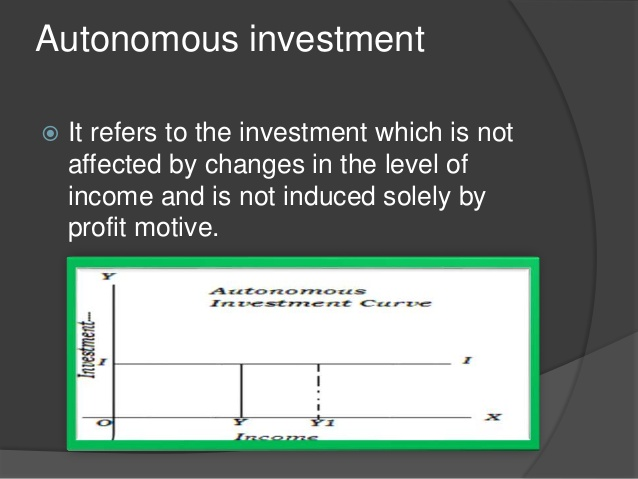 Autonomous investment
It refers to the investment which is not
affected by changes in the level of
income and is not induced solely by
profit motive.
Y
Autonomous
Investment Curve
Investment---
I I
O Y Y1 X
Income